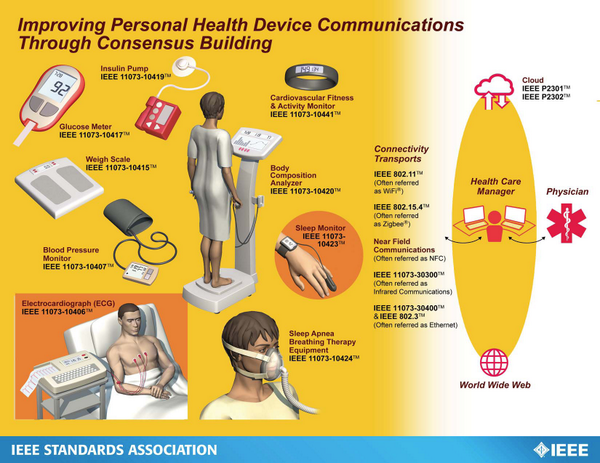 Improving Personal Health Device Communications
Through Consensus Building
Insulin Pump
IEEE 11073-10419™
92
Glucose Meter
IEEE 11073-10417™
Cardiovascular Fitness
& Activity Monitor
IEEE 11073-10441™
Weigh Scale
IEEE 11073-10415™
Body
Composition
Analyzer
IEEE 11073-10420™
Blood Pressure
Monitor
IEEE 11073-10407™
Sleep Monitor
IEEE 11073-
10423™
Electrocardiograph (ECG)
IEEE 11073-10406™
Sleep Apnea
Breathing Therapy
Equipment
IEEE 11073-10424™
Connectivity
Transports
IEEE 802.11™
(Often referred
as WiFi®)
IEEE 802.15.4™
(Often referred
as Zigbee®)
Near Field
Communications
(Often referred as NFC)
IEEE 11073-30300™
(Often referred as
Infrared Communications)
IEEE 11073-30400™
& IEEE 802.3™
(Often referred as Ethernet)
Cloud
IEEE P2301™
IEEE P2302™
Health Care
Manager
Physician
World Wide Web
IEEE STANDARDS ASSOCIATION
IEEE